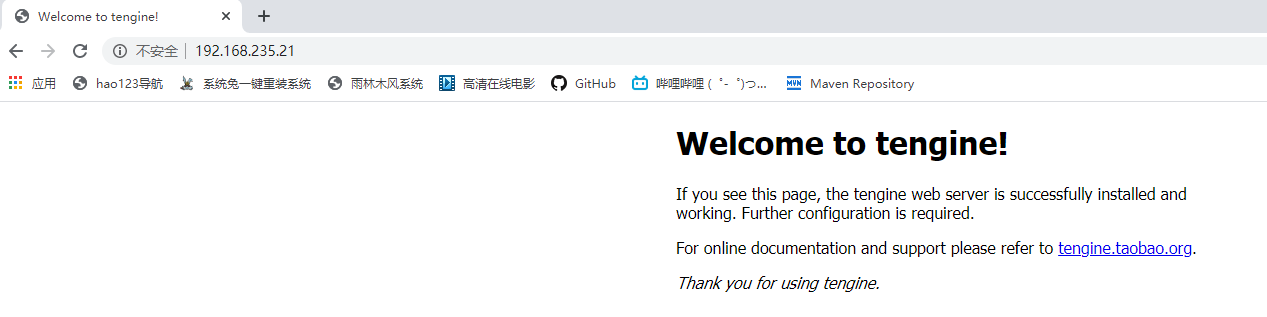 Welcome to tengine!
不安全 192.168.235.21
应用 hao123导航 系统兔一键重装系统 雨林木风系统 高清在线电影 GitHub 哔哩哔哩 ( ゜- ゜)つ... MVN Maven Repository
Welcome to tengine!
If you see this page, the tengine web server is successfully installed and
working. Further configuration is required.
For online documentation and support please refer to tengine.taobao.org.
Thank you for using tengine.